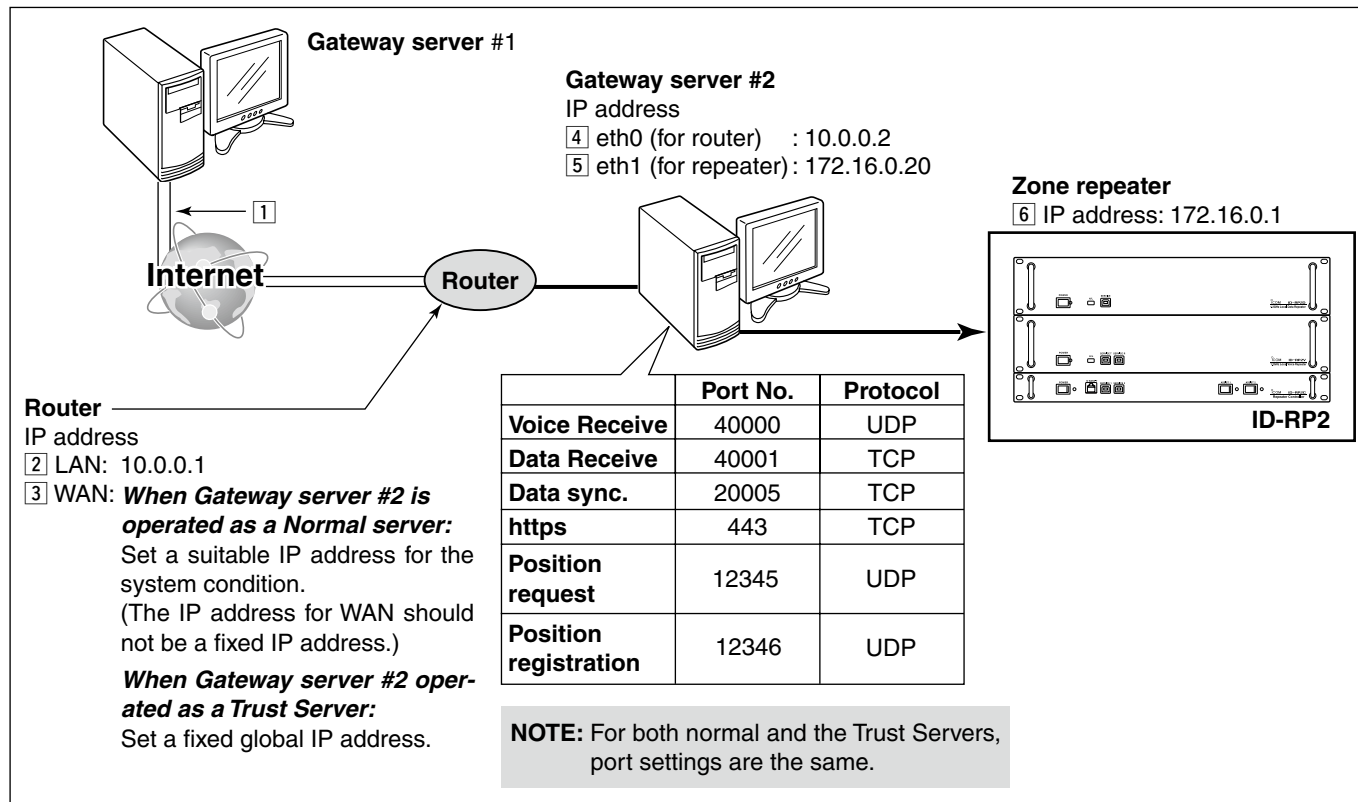 Gateway server #1
1
Internet
Router
Gateway server #2
IP address
4 eth0 (for router) : 10.0.0.2
5 eth1 (for repeater) : 172.16.0.20
Zone repeater
6 IP address: 172.16.0.1
ID-RP2
Router
IP address
2 LAN: 10.0.0.1
3 WAN: When Gateway server #2 is
operated as a Normal server:
Set a suitable IP address for the
system condition.
(The IP address for WAN should
not be a fixed IP address.)
When Gateway server #2 oper-
ated as a Trust Server:
Set a fixed global IP address.
Port No. Protocol
Voice Receive 40000 UDP
Data Receive 40001 TCP
Data sync. 20005 TCP
https 443 TCP
Position
request 12345 UDP
Position
registration 12346 UDP
NOTE: For both normal and the Trust Servers,
port settings are the same.